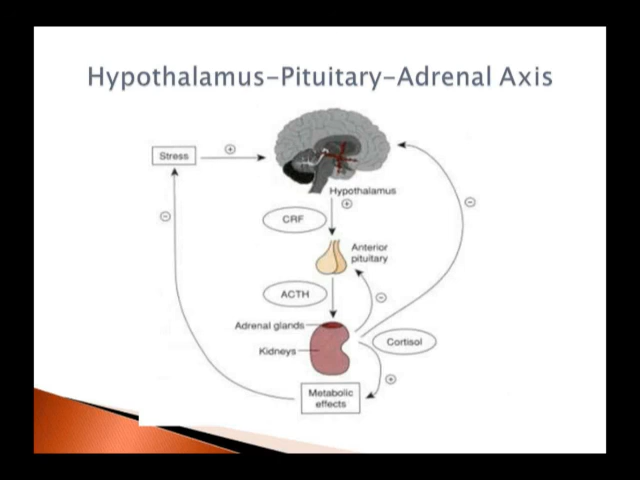 Hypothalamus-Pituitary-Adrenal Axis
Stress
Hypothalamus
CRF
Anterior
pituitary
ACTH
Adrenal glands
Cortisol
Kidneys
Metabolic
effects